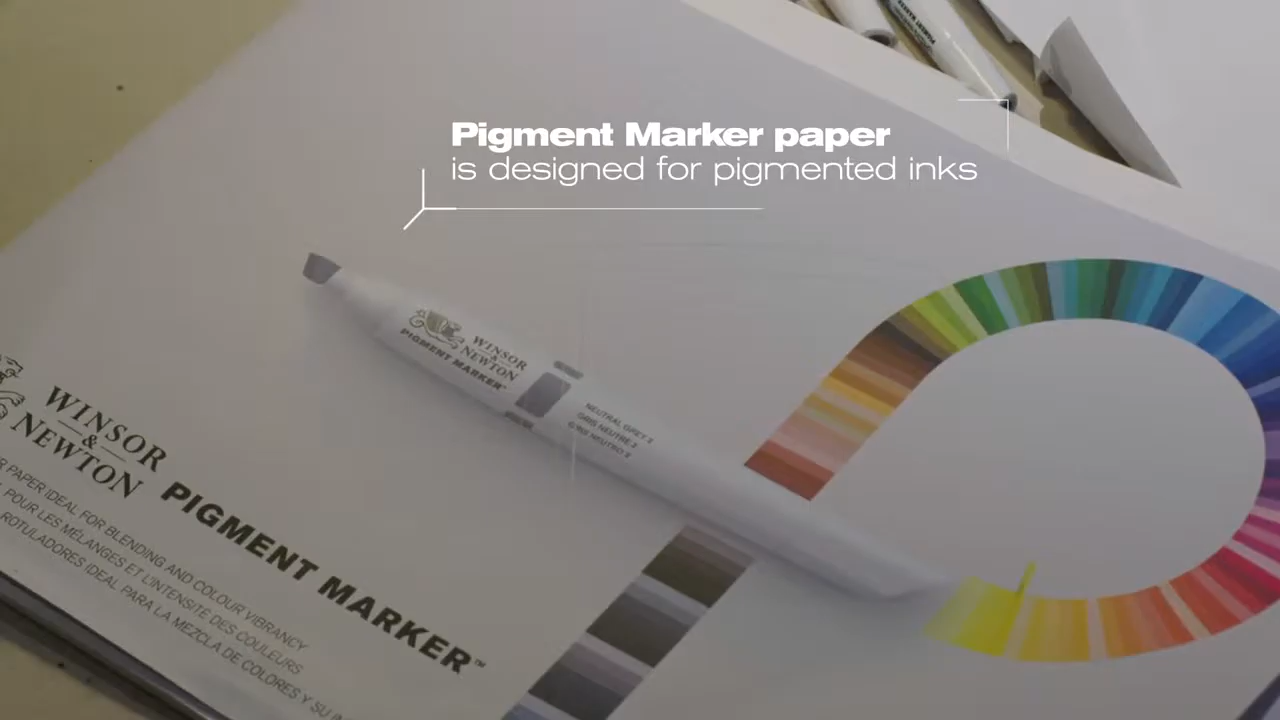 Pigment Marker paper
is designed for pigmented inks
WINSOR
&
NEWTON
PIGMENT MARKER™
NEUTRAL GREY 2
GRIS NEUTRE 2
GRIS NEUTRO 2
WINSOR
&
NEWTON
PIGMENT MARKER™
PAPER IDEAL FOR BLENDING AND COLOUR VIBRANCY
POUR LES MÉLANGES ET L'INTENSITÉ DES COULEURS
ROTULADORES IDEAL PARA LA MEZCLA DE COLORES Y SU